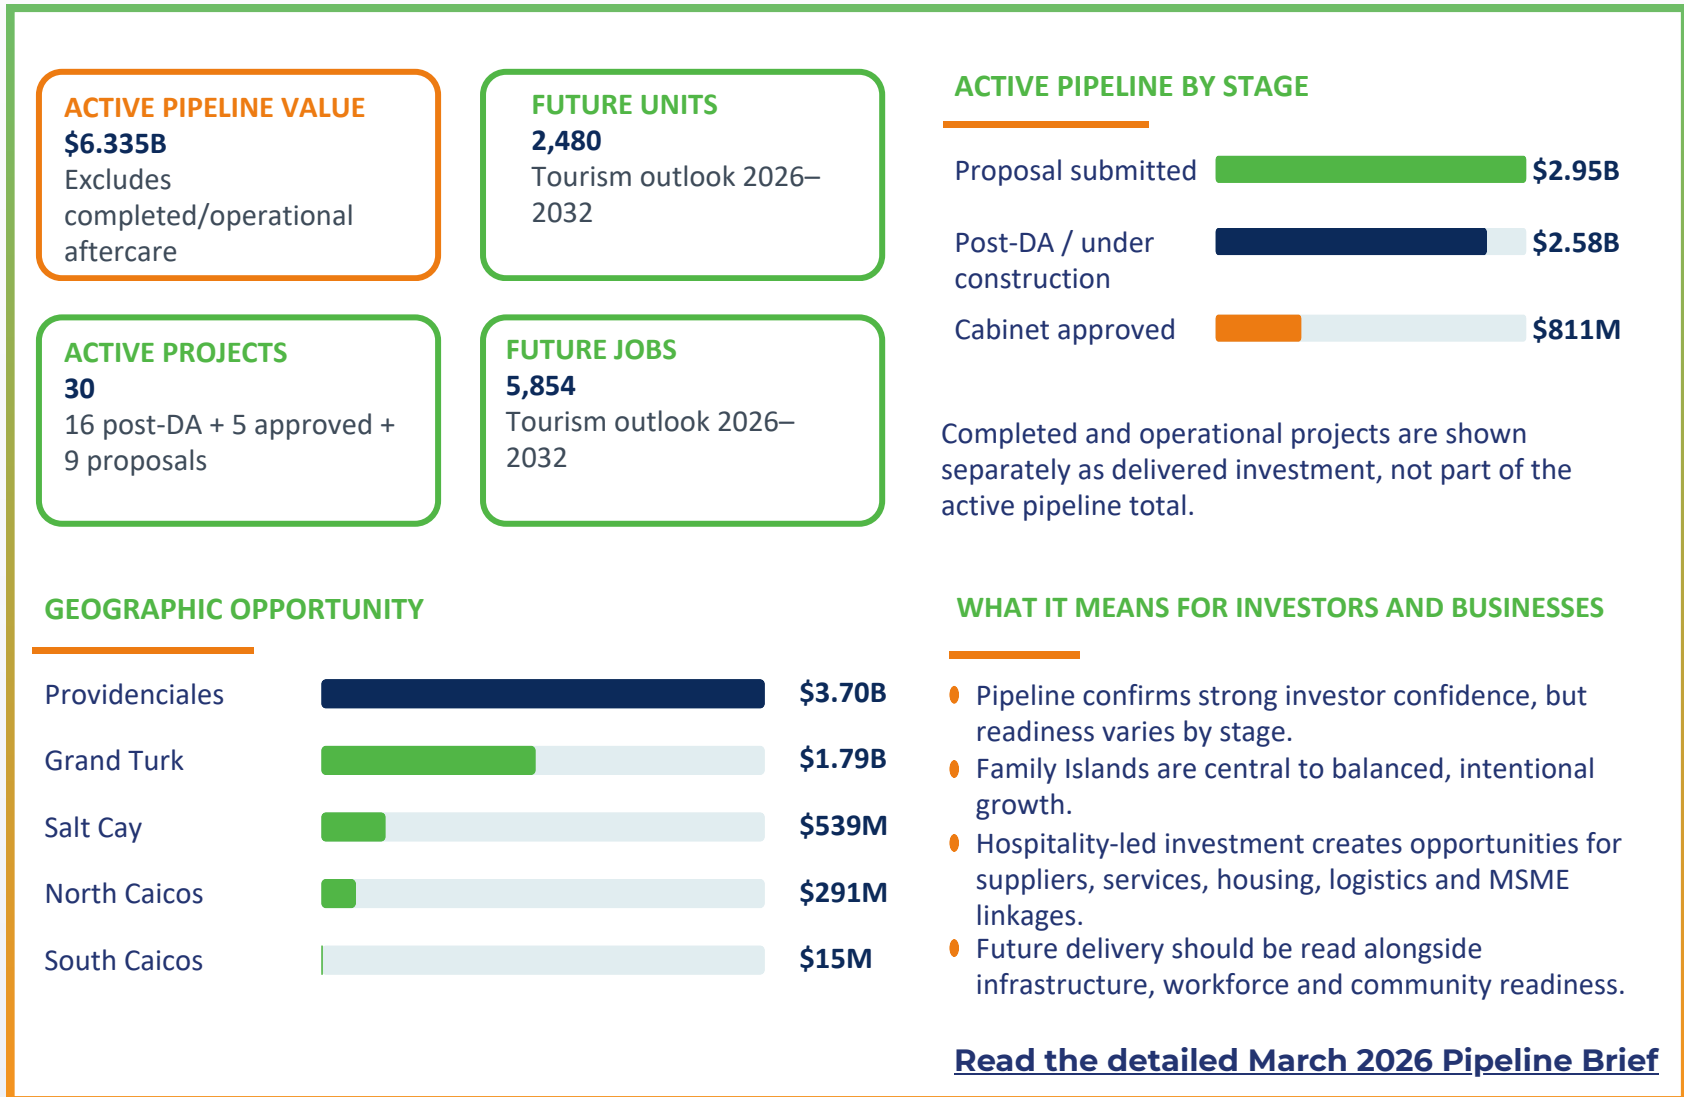 ACTIVE PIPELINE VALUE
$6.335B
Excludes
completed/operational
aftercare
FUTURE UNITS
2,480
Tourism outlook 2026–
2032
ACTIVE PROJECTS
30
16 post-DA + 5 approved +
9 proposals
FUTURE JOBS
5,854
Tourism outlook 2026–
2032
ACTIVE PIPELINE BY STAGE
Proposal submitted $2.95B
Post-DA / under $2.58B
construction
Cabinet approved $811M
Completed and operational projects are shown
separately as delivered investment, not part of the
active pipeline total.
GEOGRAPHIC OPPORTUNITY
Providenciales $3.70B
Grand Turk $1.79B
Salt Cay $539M
North Caicos $291M
South Caicos $15M
WHAT IT MEANS FOR INVESTORS AND BUSINESSES
Pipeline confirms strong investor confidence, but
readiness varies by stage.
Family Islands are central to balanced, intentional
growth.
Hospitality-led investment creates opportunities for
suppliers, services, housing, logistics and MSME
linkages.
Future delivery should be read alongside
infrastructure, workforce and community readiness.
Read the detailed March 2026 Pipeline Brief